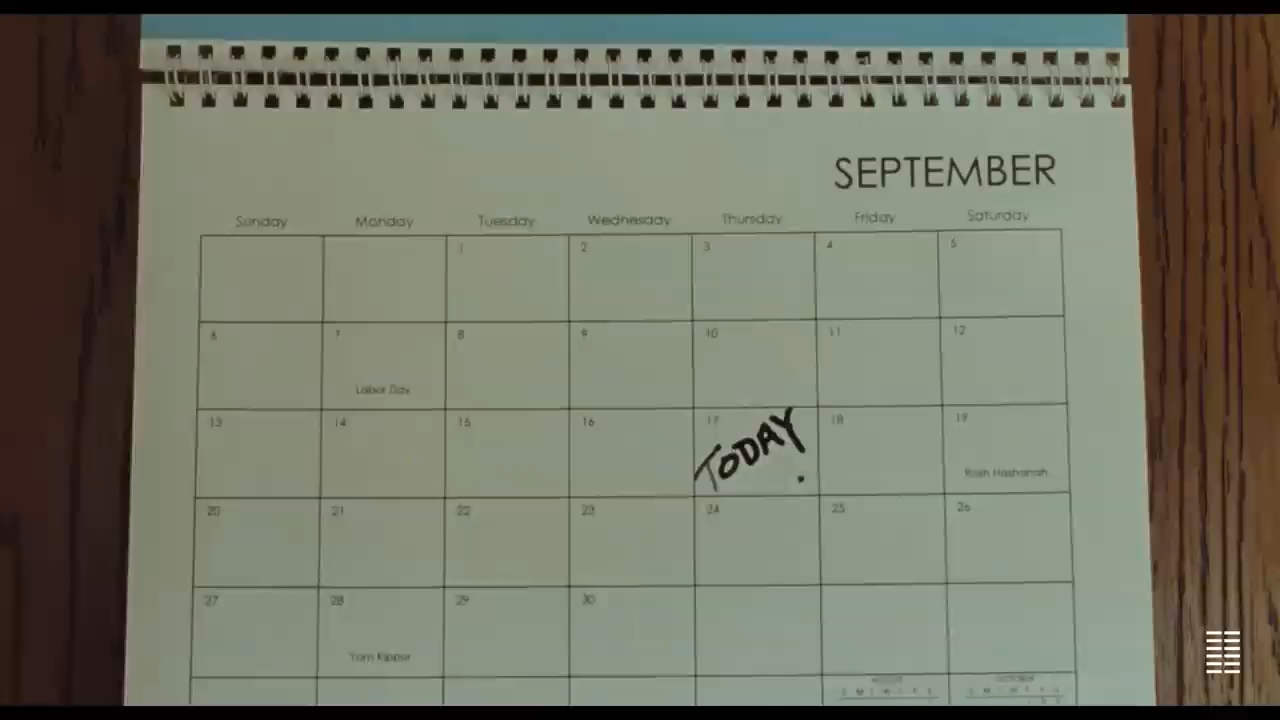 SEPTEMBER
Sunday Monday Tuesday Wednesday Thursday Friday Saturday
1 2 3 4 5
6 7 8 9 10 11 12
Labor Day
13 14 15 16 17 18 19
TODAY.
Rosh Hashanah
20 21 22 23 24 25 26
27 28 29 30
Yom Kippur
AUGUST OCTOBER
S M T W T F S S M T W T F S